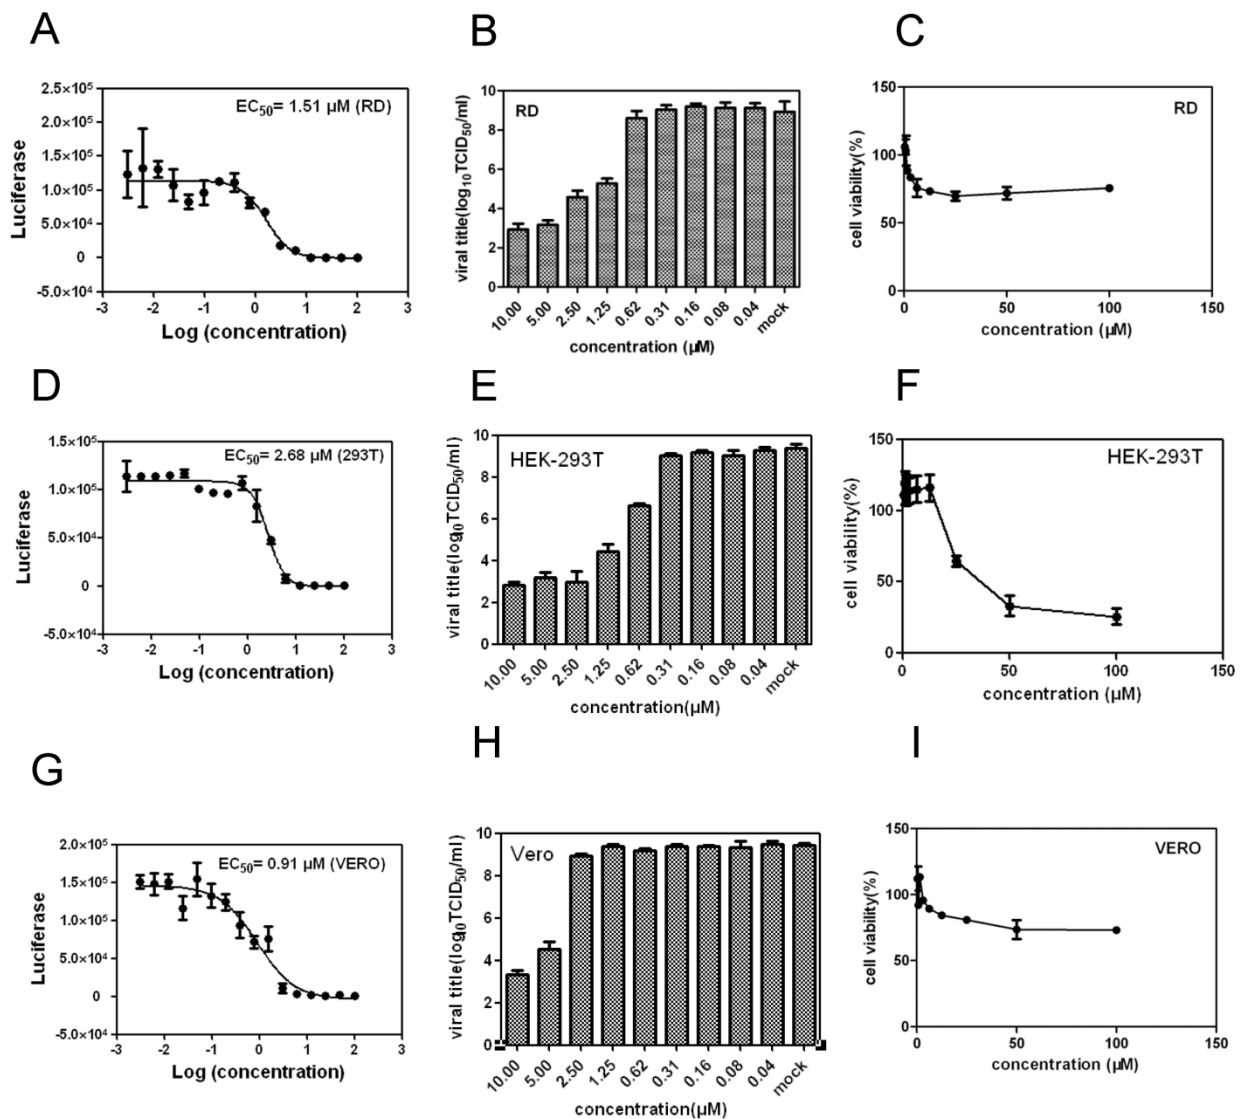 A
B
C
2.5×10⁵
2.0×10⁵
1.5×10⁵
1.0×10⁵
5.0×10⁴
0
-5.0×10⁴
Luciferase
EC₅₀= 1.51 µM (RD)
-3 -2 -1 0 1 2 3
Log (concentration)
10
8
6
4
2
0
viral title(log₁₀TCID₅₀/ml)
RD
10.00 5.00 2.50 1.25 0.62 0.31 0.16 0.08 0.04 mock
concentration (µM)
150
100
50
0
cell viability(%)
RD
0 50 100 150
concentration (µM)
D
E
F
1.5×10⁵
1.0×10⁵
5.0×10⁴
0
-5.0×10⁴
Luciferase
EC₅₀= 2.68 µM (293T)
-3 -2 -1 0 1 2 3
Log (concentration)
10
8
6
4
2
0
viral title(log₁₀TCID₅₀/ml)
HEK-293T
10.00 5.00 2.50 1.25 0.62 0.31 0.16 0.08 0.04 mock
concentration(µM)
150
100
50
0
cell viability(%)
HEK-293T
0 50 100 150
concentration (µM)
G
H
I
2.0×10⁵
1.5×10⁵
1.0×10⁵
5.0×10⁴
0
-5.0×10⁴
Luciferase
EC₅₀= 0.91 µM (VERO)
-3 -2 -1 0 1 2 3
Log (concentration)
10
8
6
4
2
0
viral title(log₁₀TCID₅₀/ml)
Vero
10.00 5.00 2.50 1.25 0.62 0.31 0.16 0.08 0.04 mock
concentration(µM)
150
100
50
0
cell viability(%)
VERO
0 50 100 150
concentration (µM)